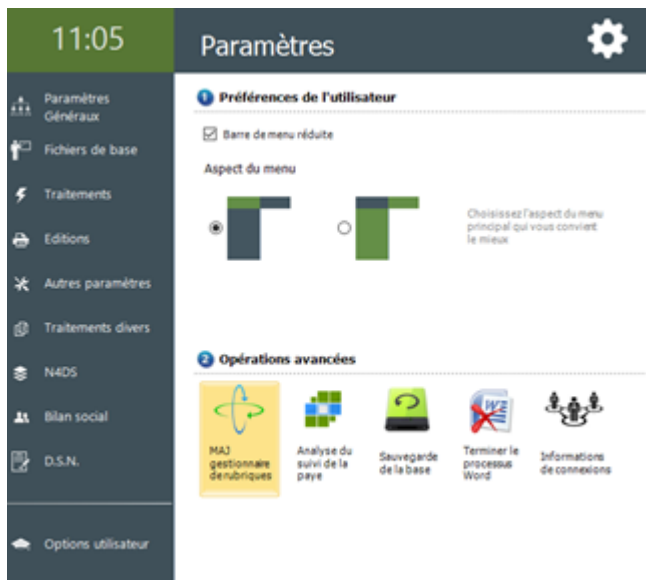 11:05
Paramètres
Paramètres
Généraux
Fichiers de base
Traitements
Editions
Autres paramètres
Traitements divers
N4DS
Bilan social
D.S.N.
Options utilisateur
1 Préférences de l'utilisateur
Barre de menu réduite
Aspect du menu
Choisissez l'aspect du menu
principal qui vous convient
le mieux
2 Opérations avancées
MAJ
gestionnaire
de rubriques
Analyse du
suivi de la
paye
Sauvegarde
de la base
Terminer le
processus
Word
Informations
de connexions